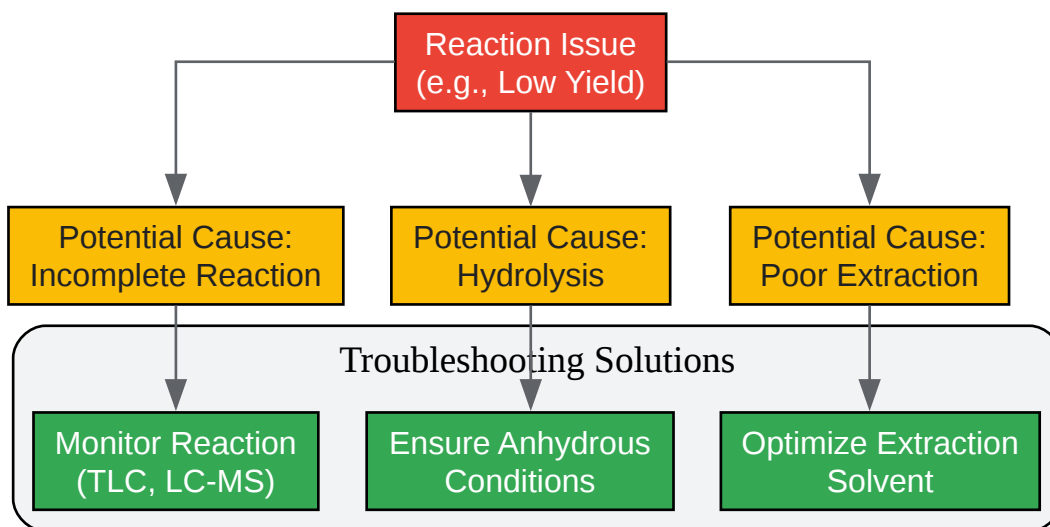 Reaction Issue
(e.g., Low Yield)
Potential Cause:
Incomplete Reaction
Potential Cause:
Hydrolysis
Potential Cause:
Poor Extraction
Troubleshooting Solutions
Monitor Reaction
(TLC, LC-MS)
Ensure Anhydrous
Conditions
Optimize Extraction
Solvent